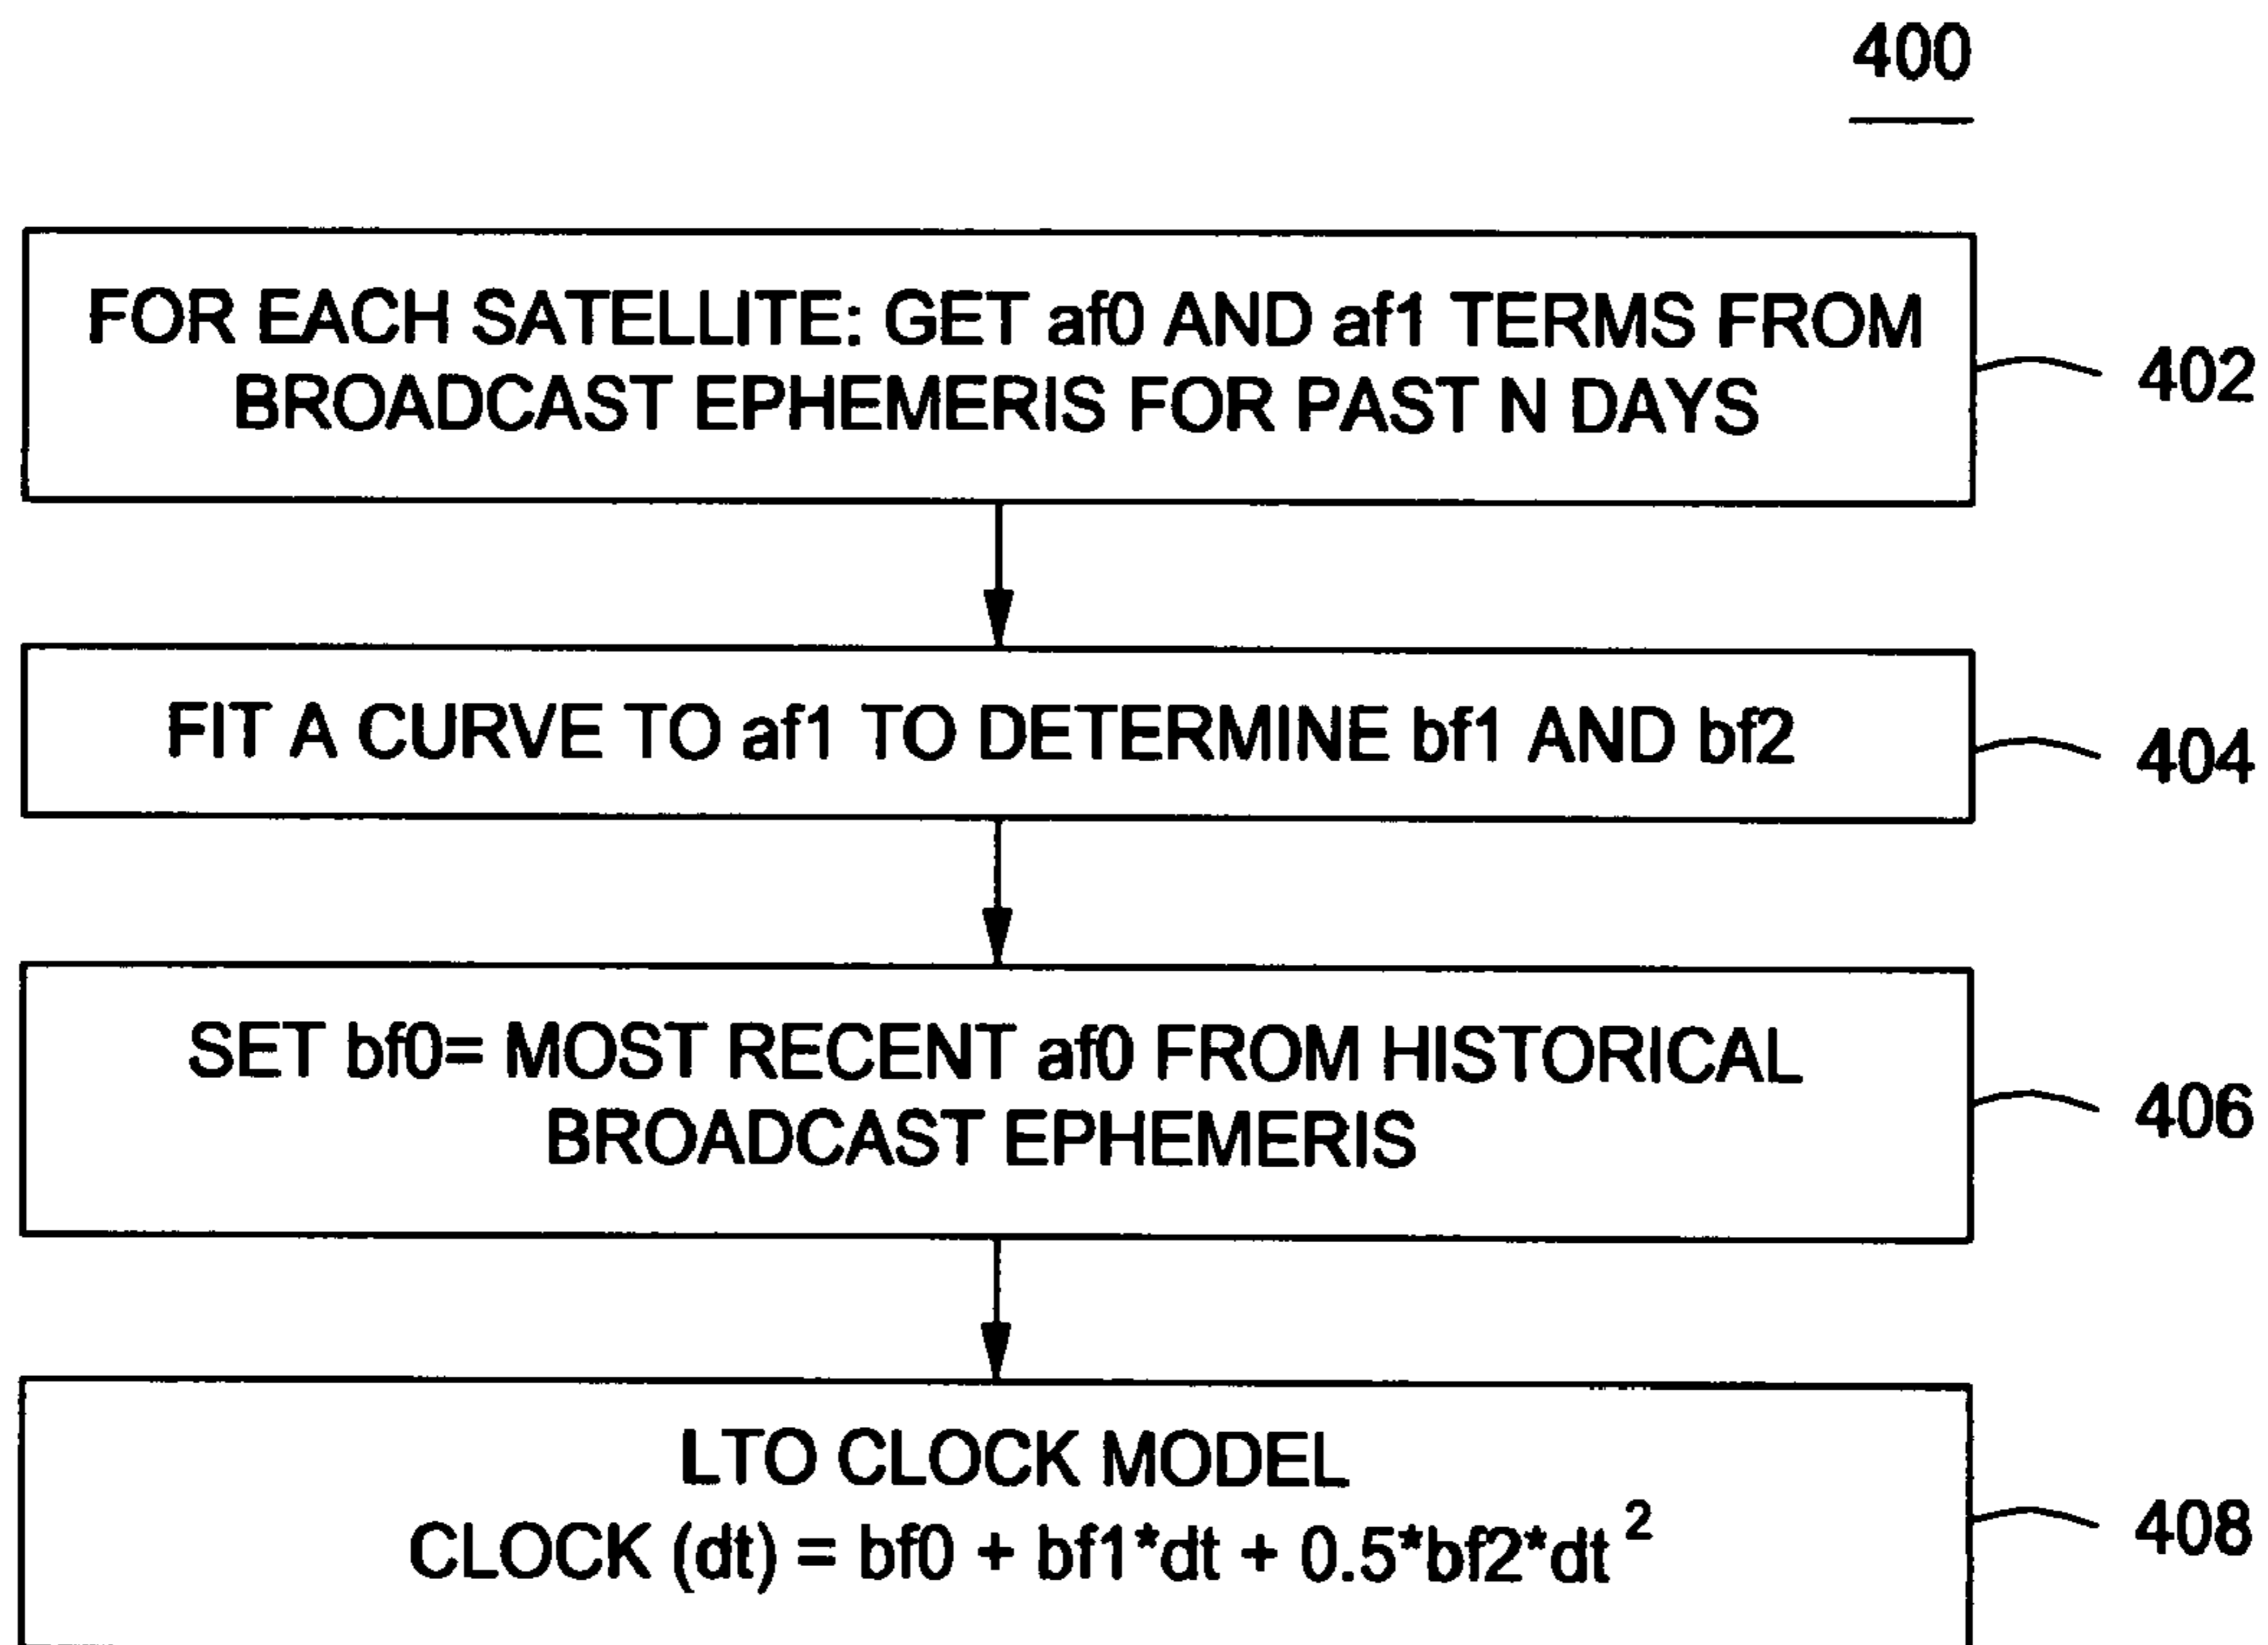 400
FOR EACH SATELLITE: GET af0 AND af1 TERMS FROM
BROADCAST EPHEMERIS FOR PAST N DAYS
402
FIT A CURVE TO af1 TO DETERMINE bf1 AND bf2
404
SET bf0= MOST RECENT af0 FROM HISTORICAL
BROADCAST EPHEMERIS
406
LTO CLOCK MODEL
CLOCK (dt) = bf0 + bf1*dt + 0.5*bf2*dt ²
408